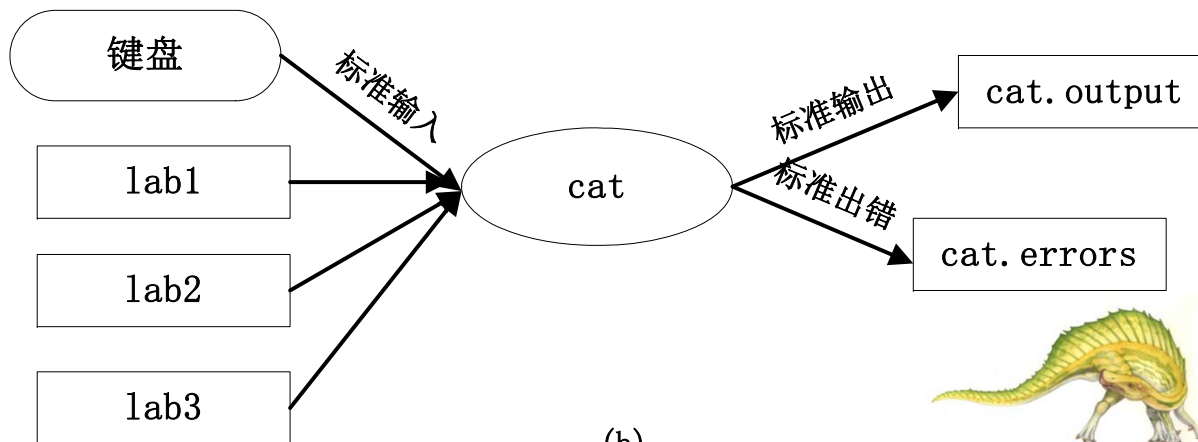 键盘
标准输入
lab1
lab2
lab3
cat
标准输出
标准出错
cat.output
cat.errors
(b)